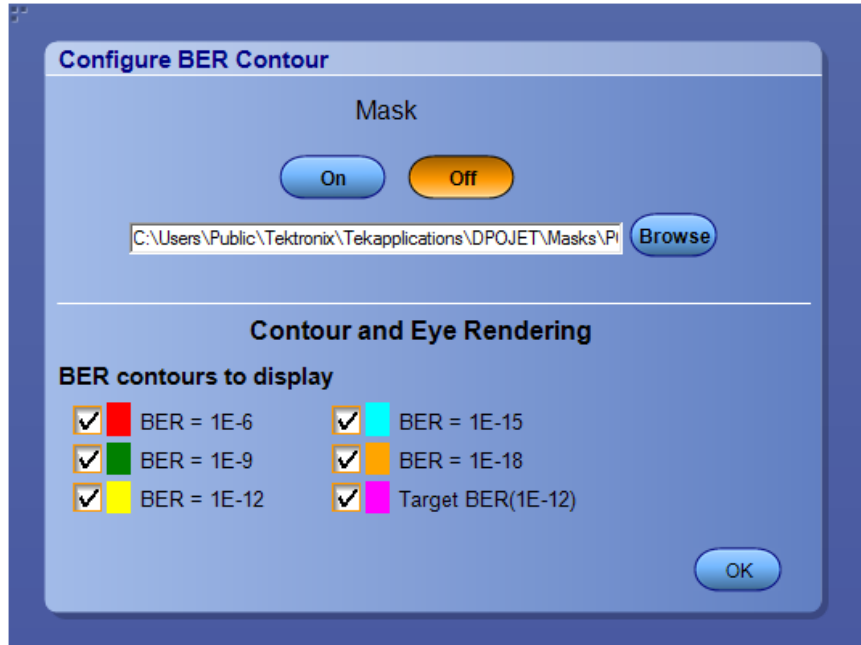 Configure BER Contour
Mask
On Off
C:\Users\Public\Tektronix\Tekapplications\DPOJET\Masks\P Browse
Contour and Eye Rendering
BER contours to display
BER = 1E-6 BER = 1E-15
BER = 1E-9 BER = 1E-18
BER = 1E-12 Target BER(1E-12)
OK